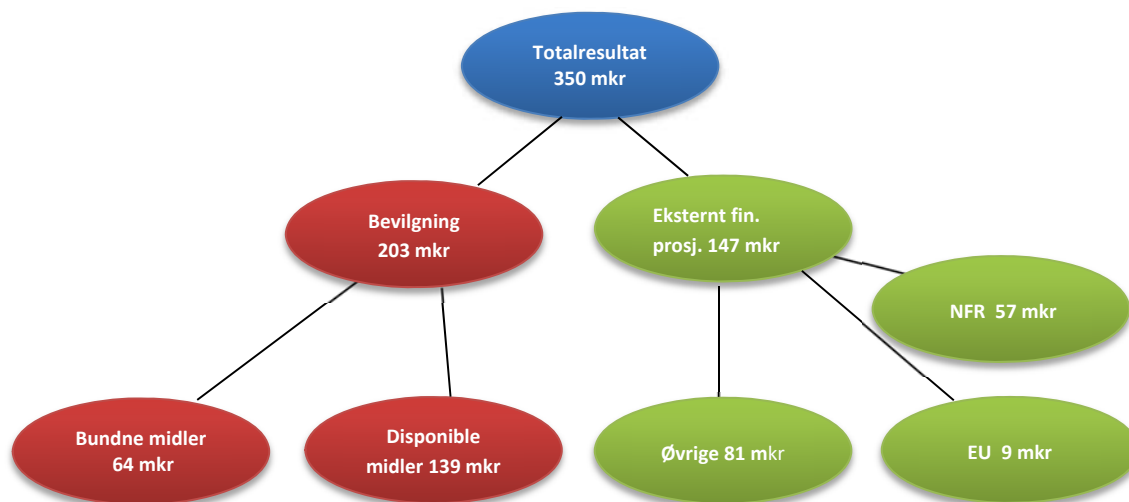 Totalresultat
350 mkr
Bevilgning
203 mkr
Eksternt fin.
prosj. 147 mkr
NFR 57 mkr
Bundne midler
64 mkr
Disponible
midler 139 mkr
Øvrige 81 mkr
EU 9 mkr